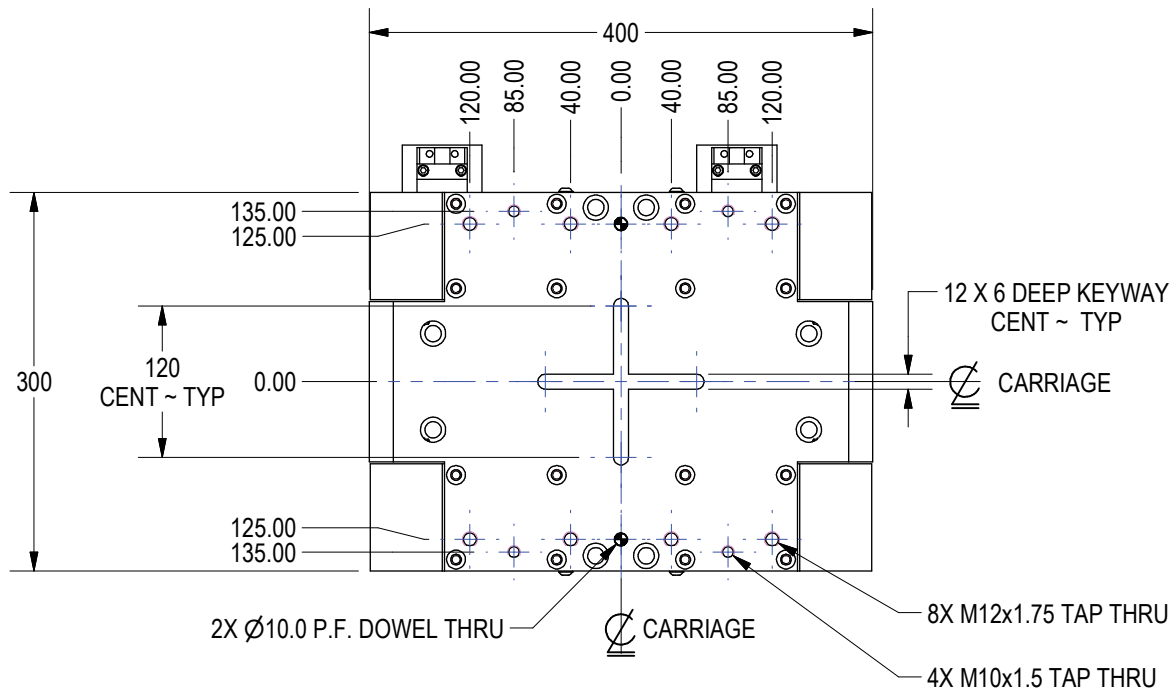 400
120.00
85.00
40.00
0.00
40.00
85.00
120.00
135.00
125.00
12 X 6 DEEP KEYWAY
CENT ~ TYP
120
CENT ~ TYP
300
0.00
CARRIAGE
125.00
135.00
2X Ø10.0 P.F. DOWEL THRU
CARRIAGE
8X M12x1.75 TAP THRU
4X M10x1.5 TAP THRU